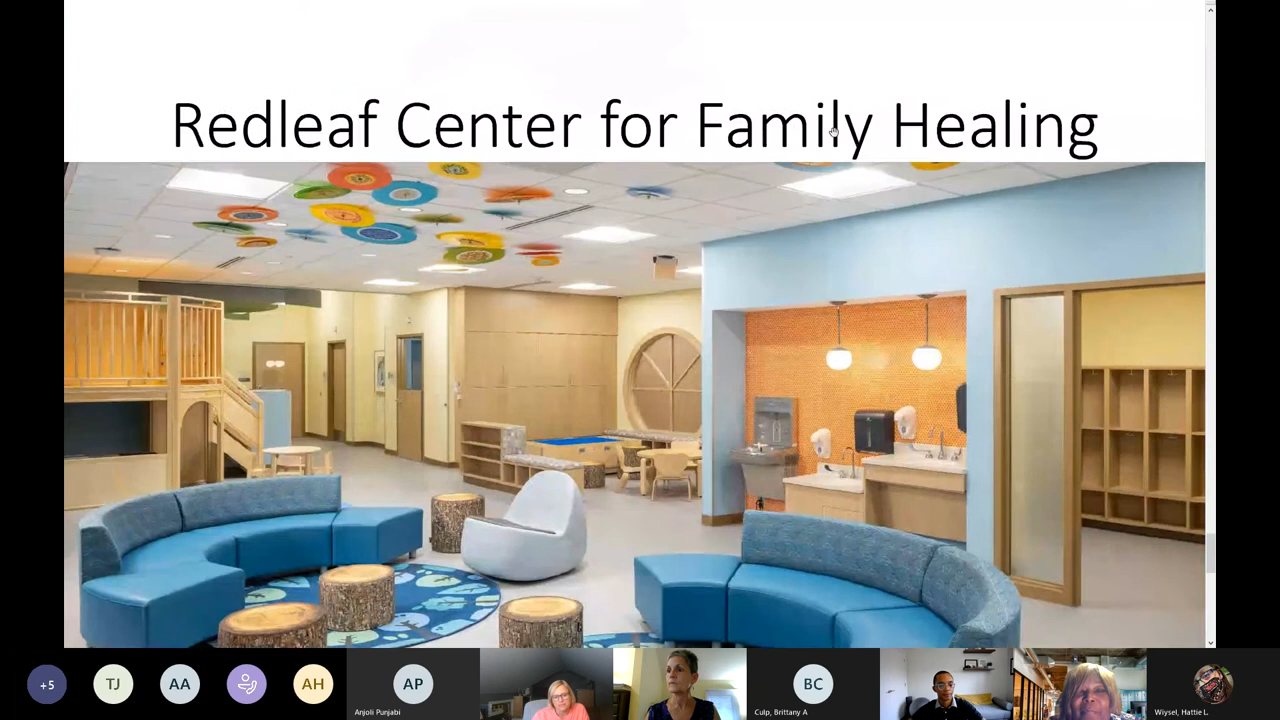 Redleaf Center for Family Healing
+5
TJ
AA
AH
AP
Anjoli Punjabi
BC
Culp, Brittany A
Wiysel, Hattie L.